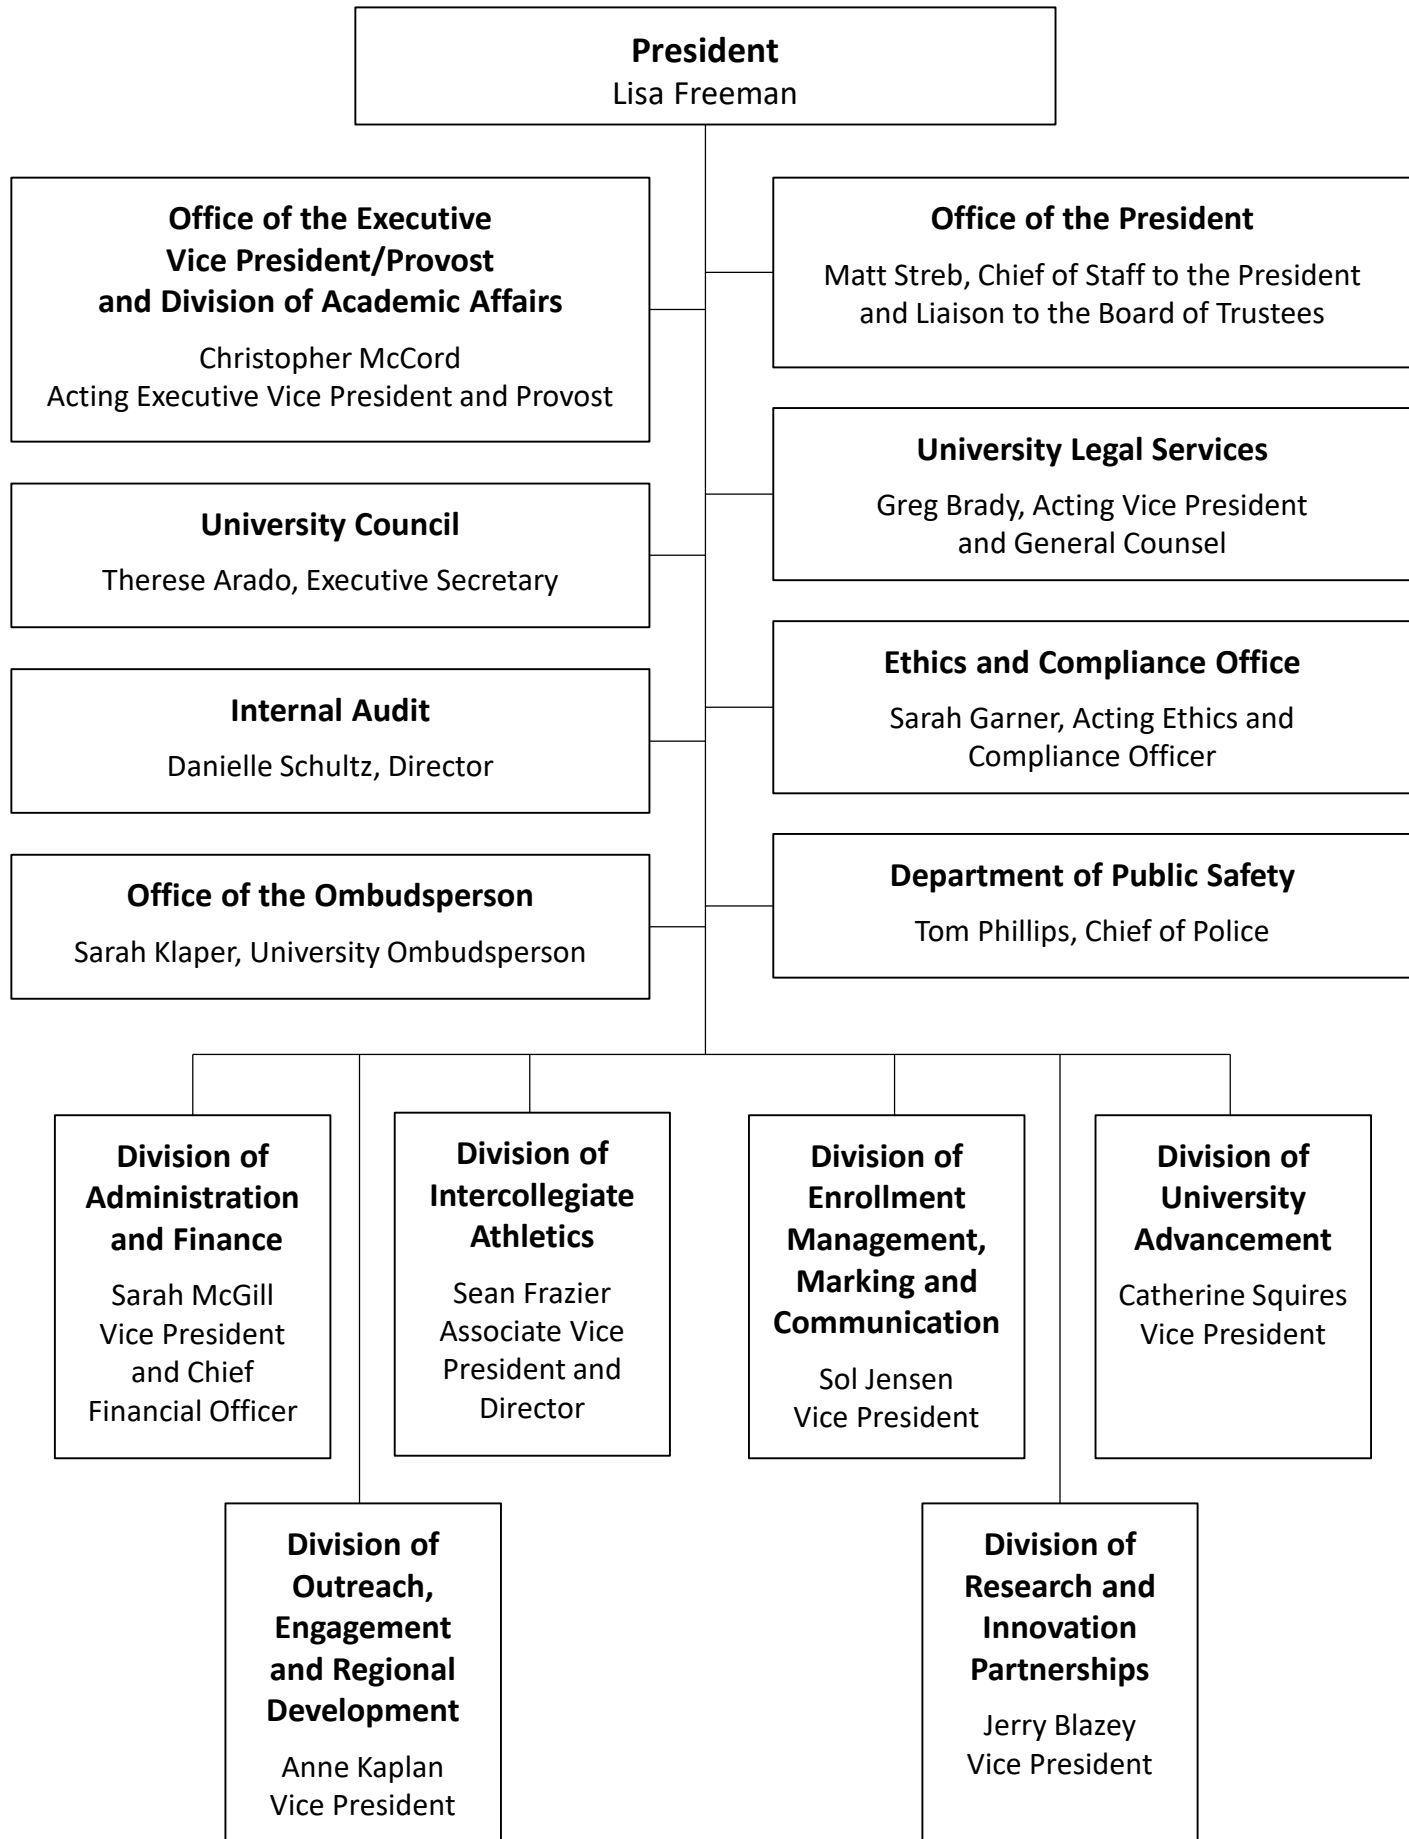 President
Lisa Freeman
Office of the Executive
Vice President/Provost
and Division of Academic Affairs
Christopher McCord
Acting Executive Vice President and Provost
Office of the President
Matt Streb, Chief of Staff to the President
and Liaison to the Board of Trustees
University Legal Services
Greg Brady, Acting Vice President
and General Counsel
University Council
Therese Arado, Executive Secretary
Ethics and Compliance Office
Sarah Garner, Acting Ethics and
Compliance Officer
Internal Audit
Danielle Schultz, Director
Department of Public Safety
Tom Phillips, Chief of Police
Office of the Ombudsperson
Sarah Klaper, University Ombudsperson
Division of
Administration
and Finance
Sarah McGill
Vice President
and Chief
Financial Officer
Division of
Intercollegiate
Athletics
Sean Frazier
Associate Vice
President and
Director
Division of
Enrollment
Management,
Marking and
Communication
Sol Jensen
Vice President
Division of
University
Advancement
Catherine Squires
Vice President
Division of
Outreach,
Engagement
and Regional
Development
Anne Kaplan
Vice President
Division of
Research and
Innovation
Partnerships
Jerry Blazey
Vice President